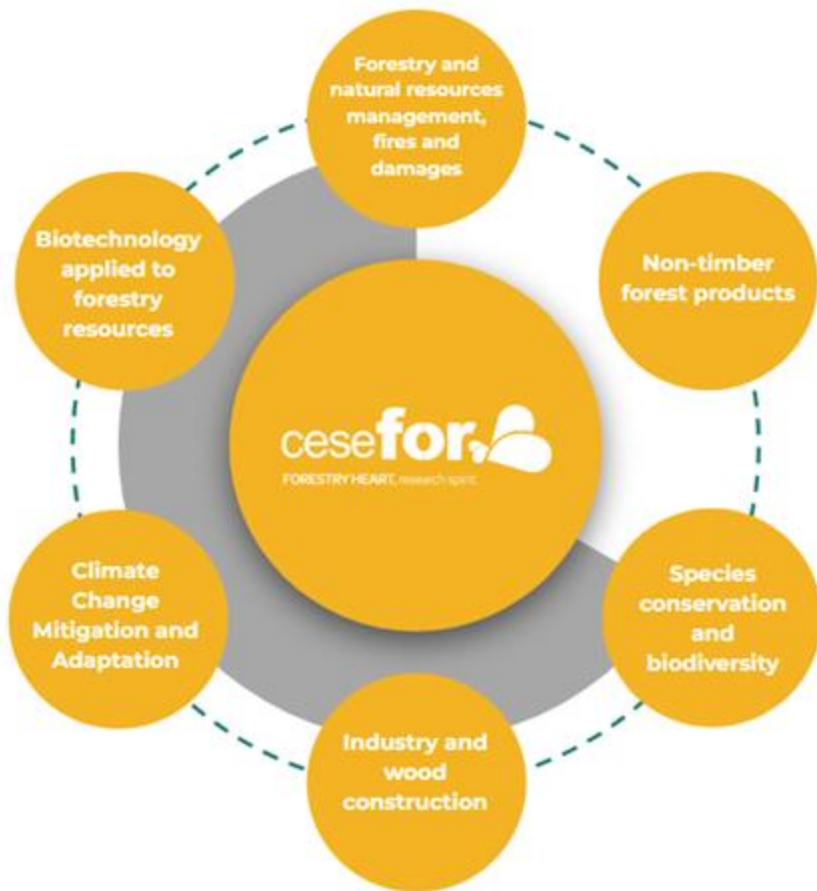 Forestry and
natural resources
management,
fires and
damages
Non-timber
forest products
Species
conservation
and
biodiversity
Industry and
wood
construction
Climate
Change
Mitigation and
Adaptation
Biotechnology
applied to
forestry
resources
cesefor
FORESTRY HEART, research spirit